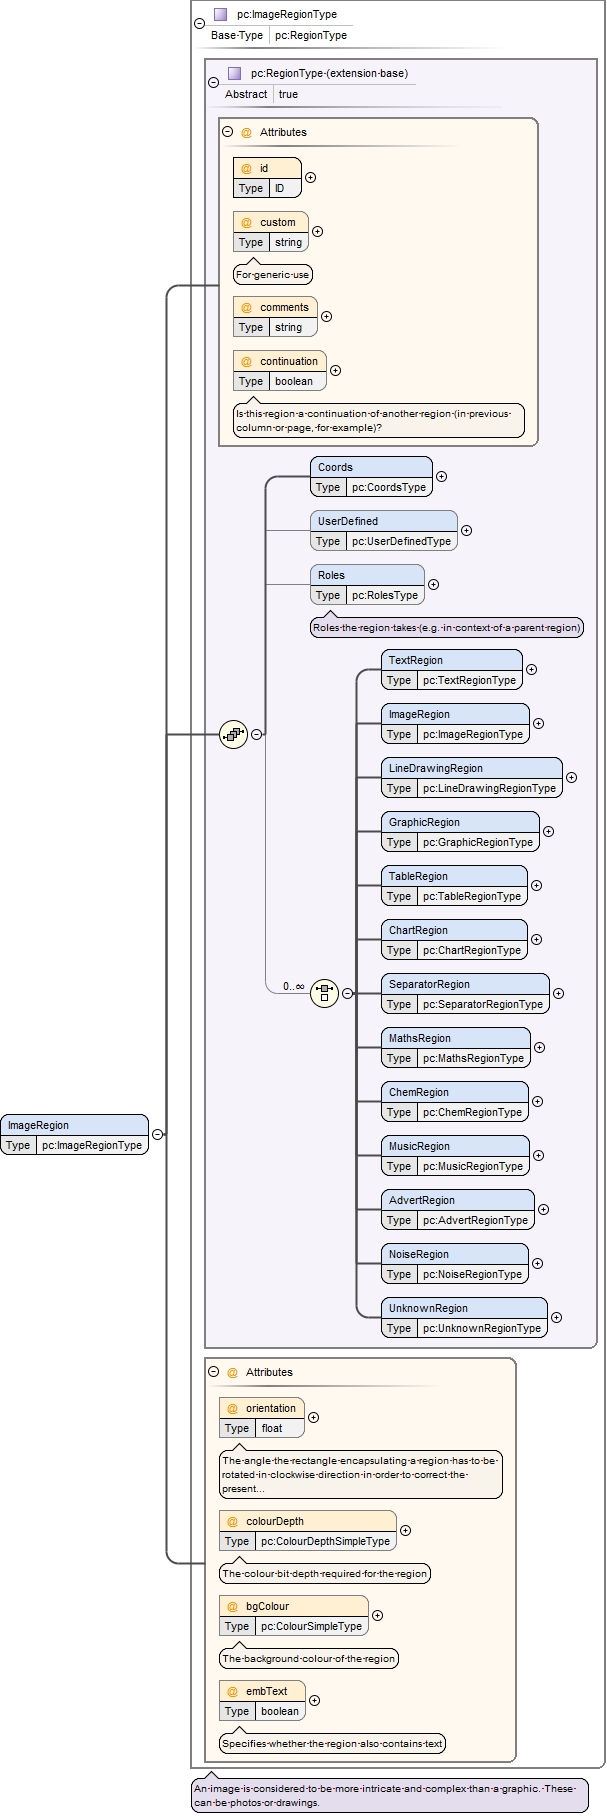 pc:ImageRegionType
Base-Type pc:RegionType
pc:RegionType-(extension-base)
Abstract true
@ Attributes
@ id
Type ID
@ custom
Type string
For-generic-use
@ comments
Type string
@ continuation
Type boolean
Is-this-region-a-continuation-of-another-region-(in-previous-
column-or-page,-for-example)?
Coords
Type pc:CoordsType
UserDefined
Type pc:UserDefinedType
Roles
Type pc:RolesType
Roles-the-region-takes-(e.g.-in-context-of-a-parent-region)
TextRegion
Type pc:TextRegionType
ImageRegion
Type pc:ImageRegionType
LineDrawingRegion
Type pc:LineDrawingRegionType
GraphicRegion
Type pc:GraphicRegionType
TableRegion
Type pc:TableRegionType
ChartRegion
Type pc:ChartRegionType
0..∞
SeparatorRegion
Type pc:SeparatorRegionType
MathsRegion
Type pc:MathsRegionType
ChemRegion
Type pc:ChemRegionType
ImageRegion
Type pc:ImageRegionType
MusicRegion
Type pc:MusicRegionType
AdvertRegion
Type pc:AdvertRegionType
NoiseRegion
Type pc:NoiseRegionType
UnknownRegion
Type pc:UnknownRegionType
@ Attributes
@ orientation
Type float
The-angle-the-rectangle-encapsulating-a-region-has-to-be-
rotated-in-clockwise-direction-in-order-to-correct-the-
present...
@ colourDepth
Type pc:ColourDepthSimpleType
The-colour-bit-depth-required-for-the-region
@ bgColour
Type pc:ColourSimpleType
The-background-colour-of-the-region
@ embText
Type boolean
Specifies-whether-the-region-also-contains-text
An-image-is-considered-to-be-more-intricate-and-complex-than-a-graphic.-These-
can-be-photos-or-drawings.